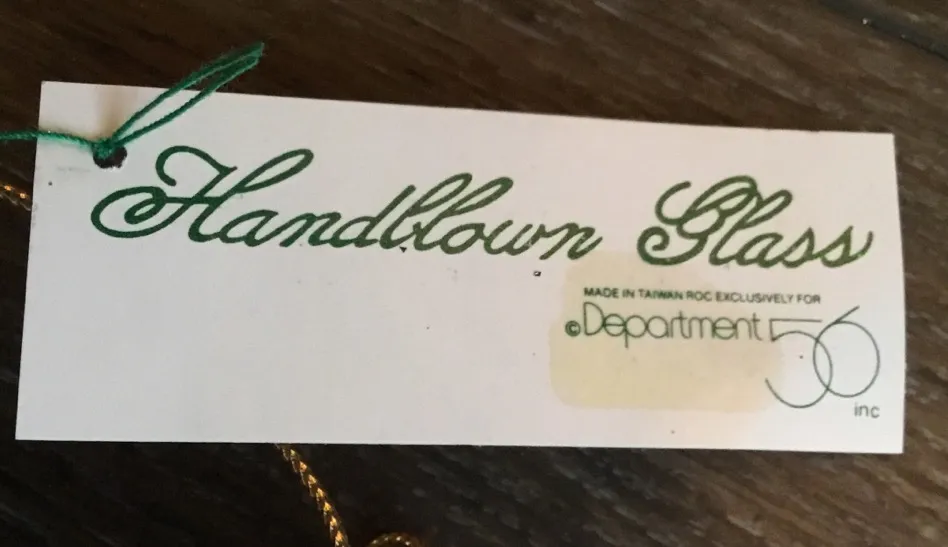 Handblown Glass
MADE IN TAIWAN ROC EXCLUSIVELY FOR
©Department 56
inc